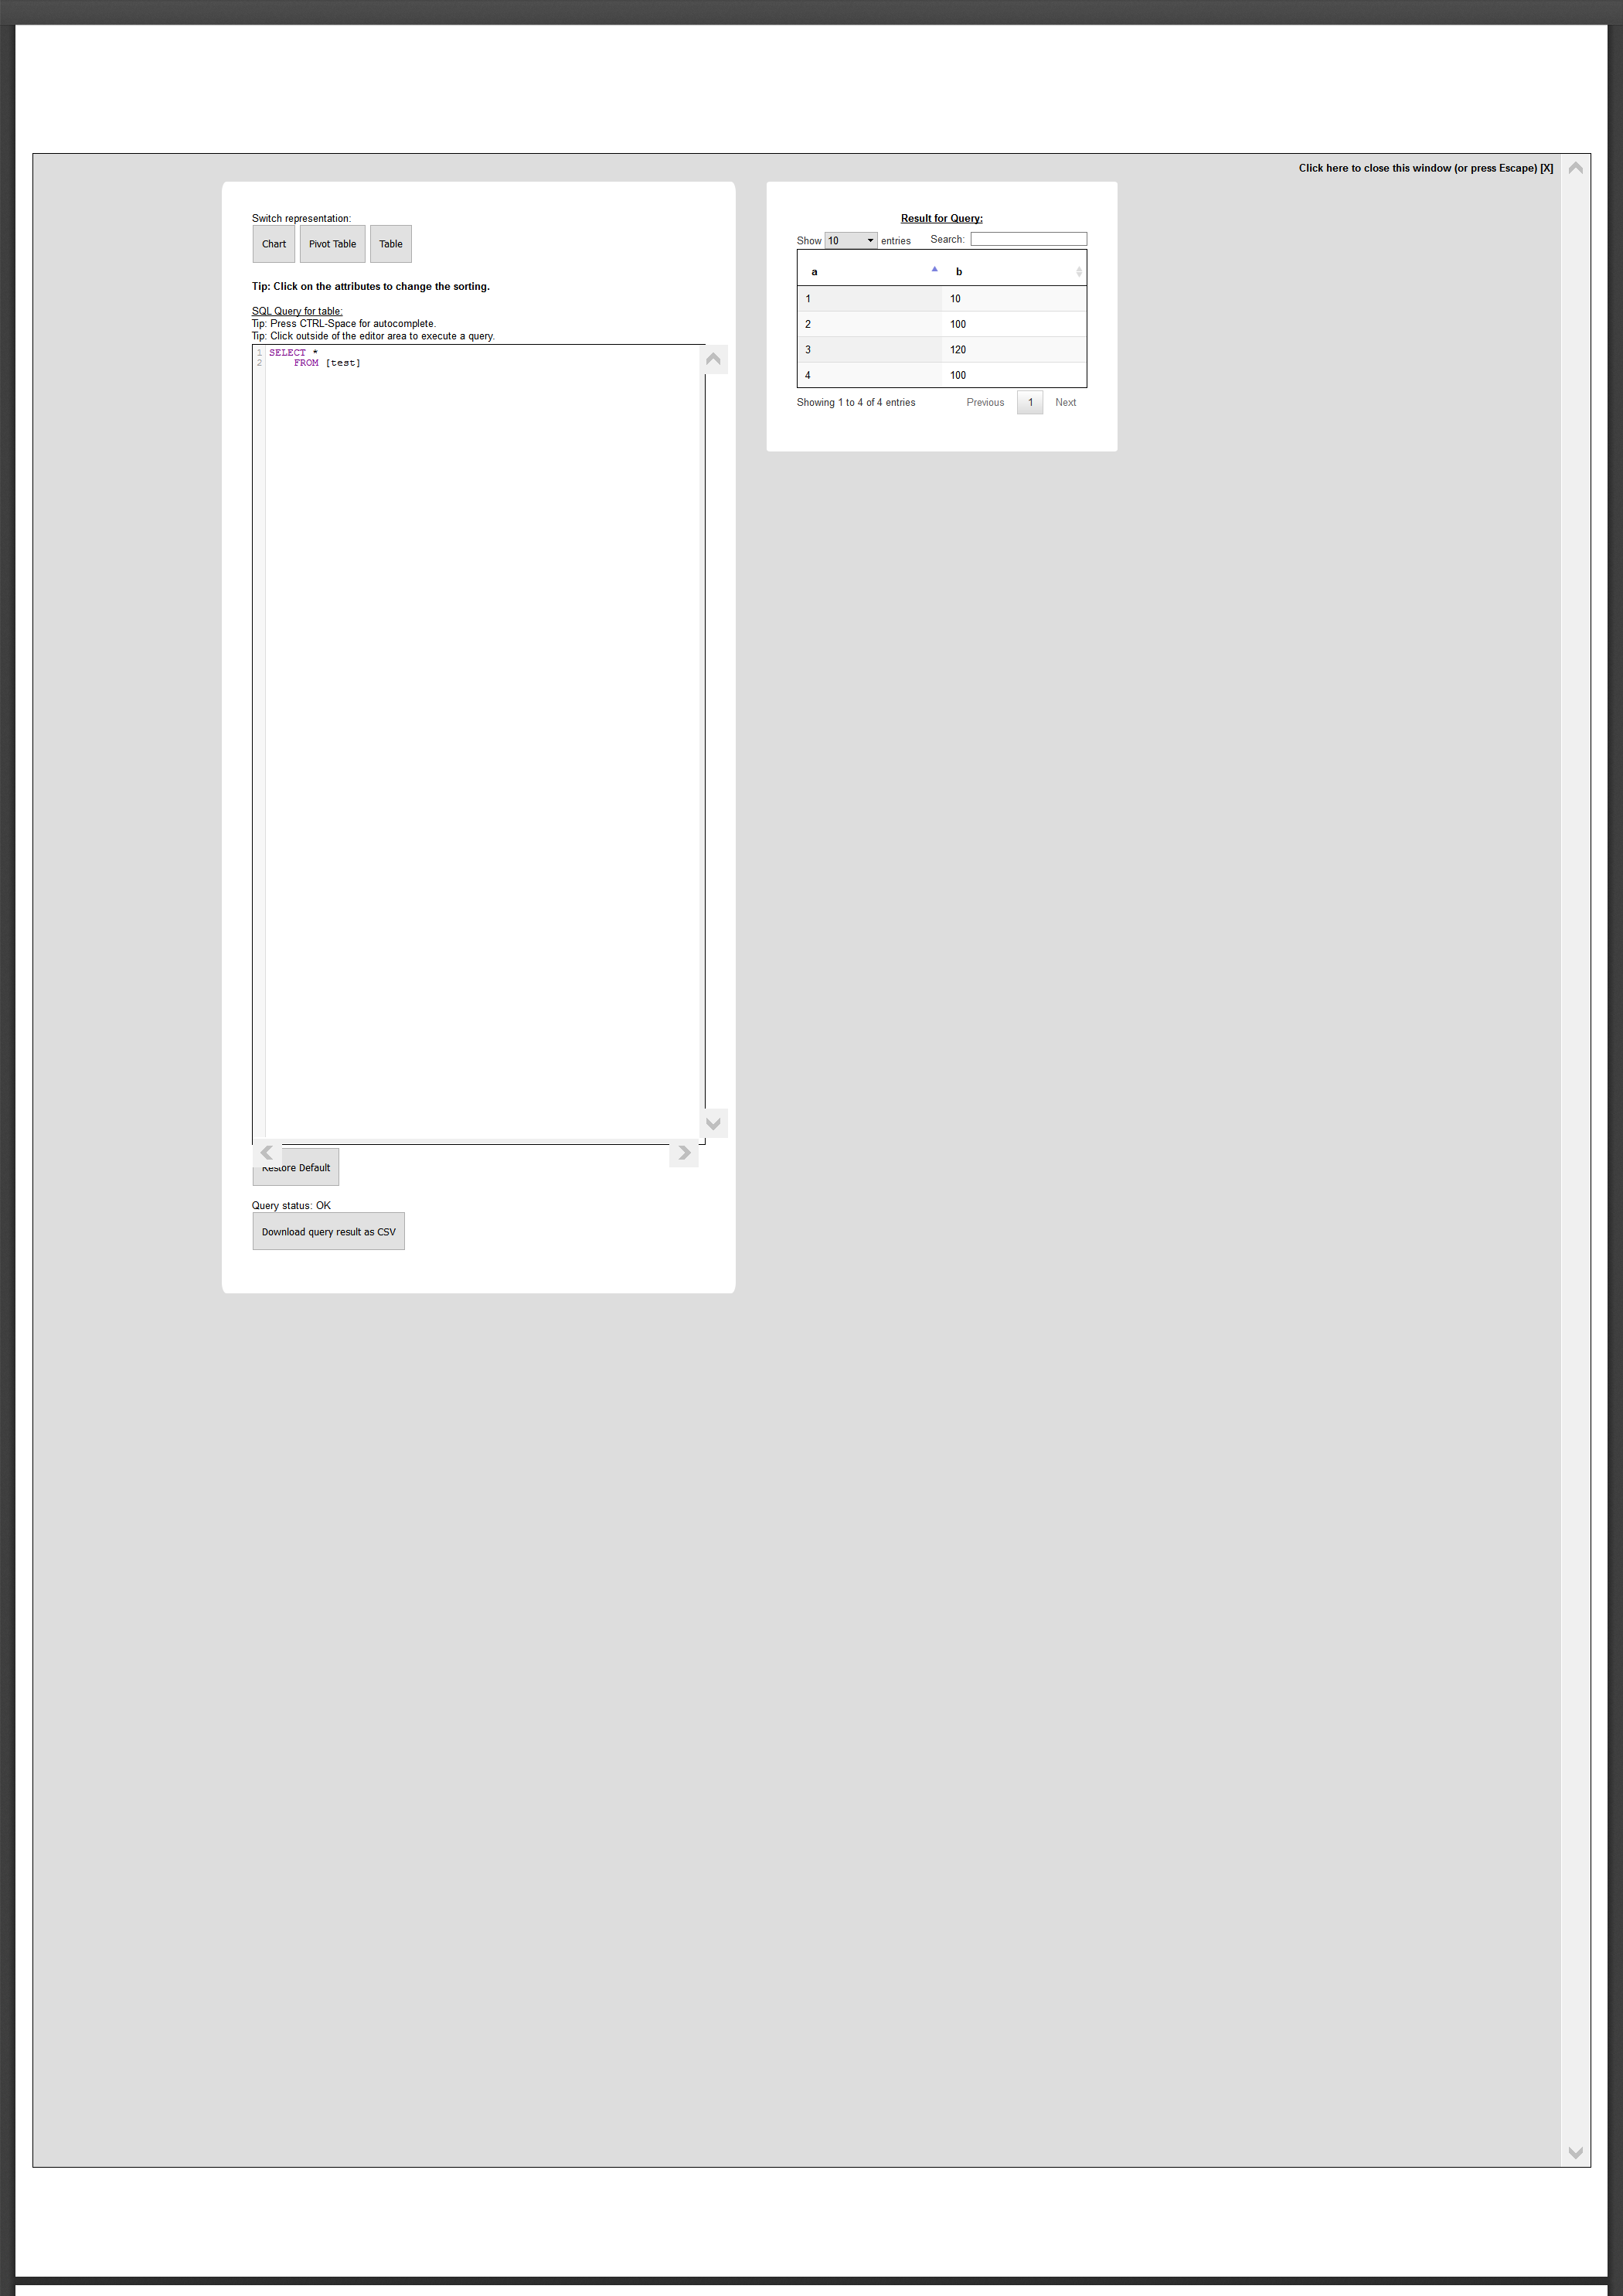 Click here to close this window (or press Escape) [X]
Switch representation:
Chart Pivot Table Table
Tip: Click on the attributes to change the sorting.
SQL Query for table:
Tip: Press CTRL-Space for autocomplete.
Tip: Click outside of the editor area to execute a query.
1 SELECT *
2 FROM [test]
Restore Default
Query status: OK
Download query result as CSV
Result for Query:
Show 10 entries Search:
a b
1 10
2 100
3 120
4 100
Showing 1 to 4 of 4 entries Previous 1 Next